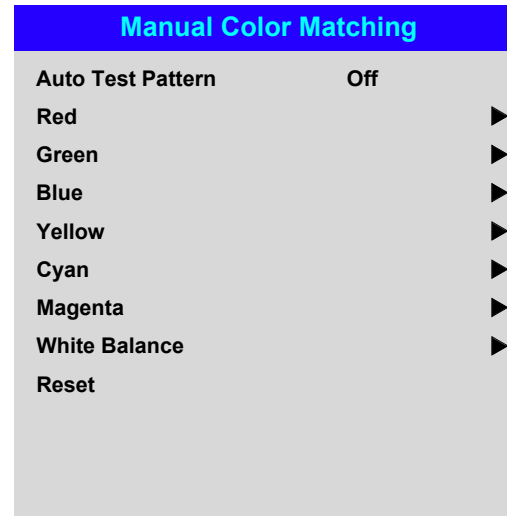 Manual Color Matching
Auto Test Pattern Off
Red
Green
Blue
Yellow
Cyan
Magenta
White Balance
Reset